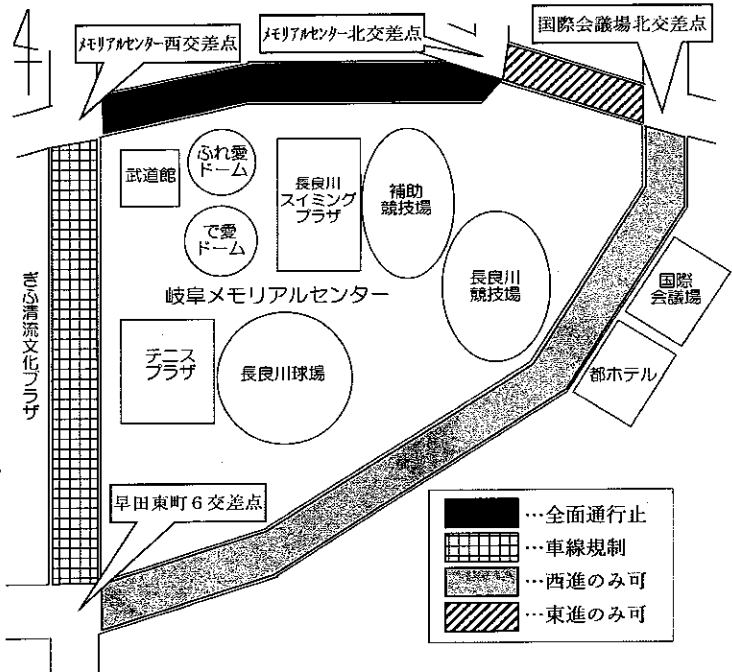 メモリアルセンター西交差点
メモリアルセンター北交差点
国際会議場北交差点
武道館
ふれ愛
ドーム
で愛
ドーム
長良川
スイミング
プラザ
補助
競技場
長良川
競技場
岐阜メモリアルセンター
国際
会議場
都ホテル
テニス
プラザ
長良川球場
ぎふ清流文化プラザ
早田東町6交差点
…全面通行止
…車線規制
…西進のみ可
…東進のみ可